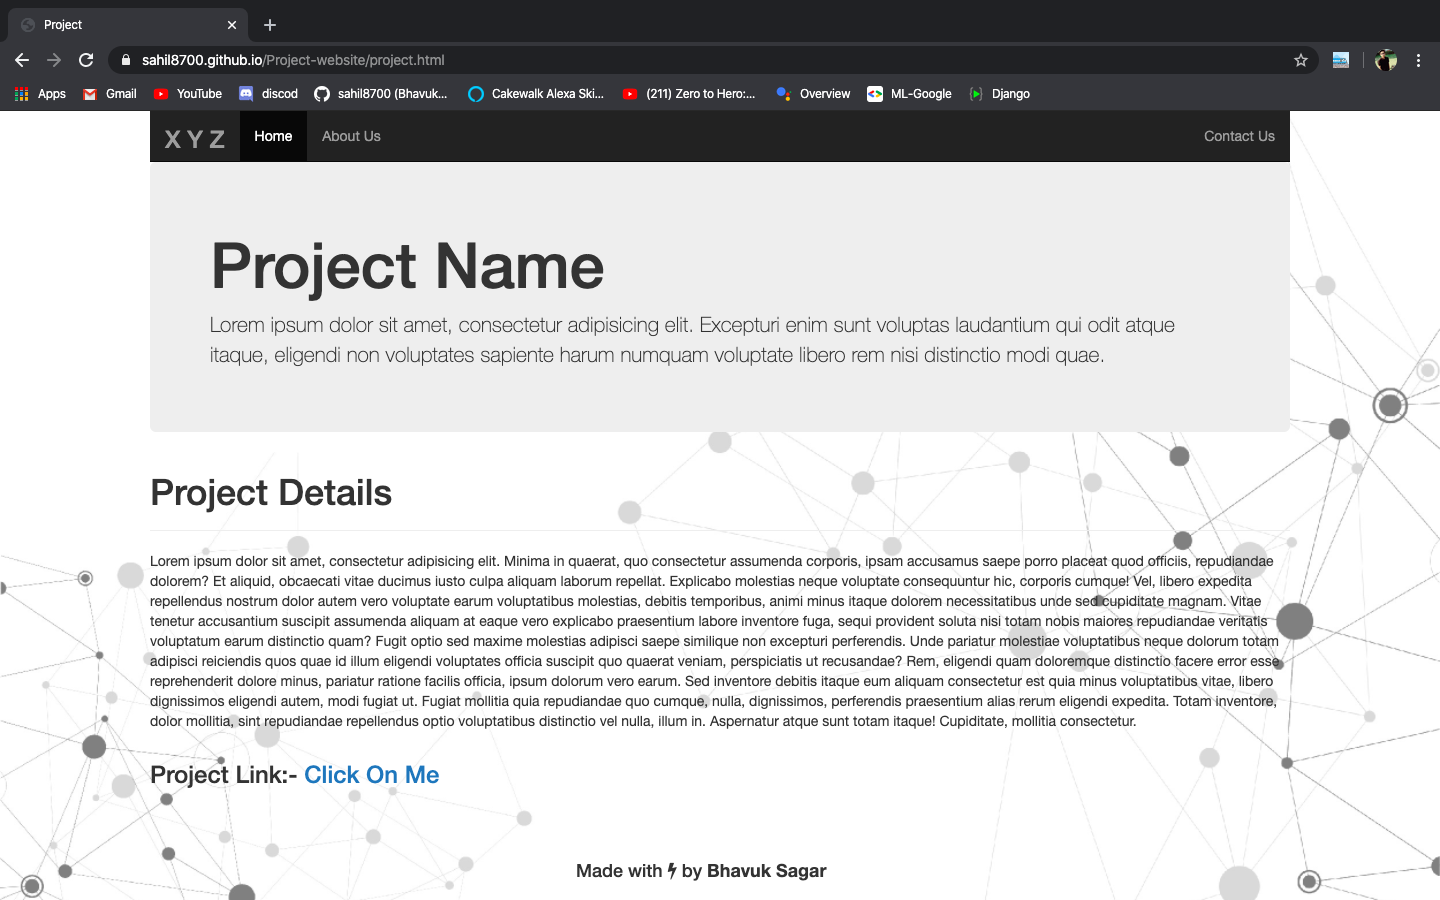 Project
sahil8700.github.io/Project-website/project.html
Apps Gmail YouTube discod sahil8700 (Bhavuk... Cakewalk Alexa Ski... (211) Zero to Hero:... Overview ML-Google Django
X Y Z Home About Us Contact Us
Project Name
Lorem ipsum dolor sit amet, consectetur adipisicing elit. Excepturi enim sunt voluptas laudantium qui odit atque
itaque, eligendi non voluptates sapiente harum numquam voluptate libero rem nisi distinctio modi quae.
Project Details
Lorem ipsum dolor sit amet, consectetur adipisicing elit. Minima in quaerat, quo consectetur assumenda corporis, ipsam accusamus saepe porro placeat quod officiis, repudiandae
dolorem? Et aliquid, obcaecati vitae ducimus iusto culpa aliquam laborum repellat. Explicabo molestias neque voluptate consequuntur hic, corporis cumque! Vel, libero expedita
repellendus nostrum dolor autem vero voluptate earum voluptatibus molestias, debitis temporibus, animi minus itaque dolorem necessitatibus unde sed cupiditate magnam. Vitae
tenetur accusantium suscipit assumenda aliquam at eaque vero explicabo praesentium labore inventore fuga, sequi provident soluta nisi totam nobis maiores repudiandae veritatis
voluptatum earum distinctio quam? Fugit optio sed maxime molestias adipisci saepe similique non excepturi perferendis. Unde pariatur molestiae voluptatibus neque dolorum totam
adipisci reiciendis quos quae id illum eligendi voluptates officia suscipit quo quaerat veniam, perspiciatis ut recusandae? Rem, eligendi quam doloremque distinctio facere error esse
reprehenderit dolore minus, pariatur ratione facilis officia, ipsum dolorum vero earum. Sed inventore debitis itaque eum aliquam consectetur est quia minus voluptatibus vitae, libero
dignissimos eligendi autem, modi fugiat ut. Fugiat mollitia quia repudiandae quo cumque, nulla, dignissimos, perferendis praesentium alias rerum eligendi expedita. Totam inventore,
dolor mollitia, sint repudiandae repellendus optio voluptatibus distinctio vel nulla, illum in. Aspernatur atque sunt totam itaque! Cupiditate, mollitia consectetur.
Project Link:- Click On Me
Made with by Bhavuk Sagar